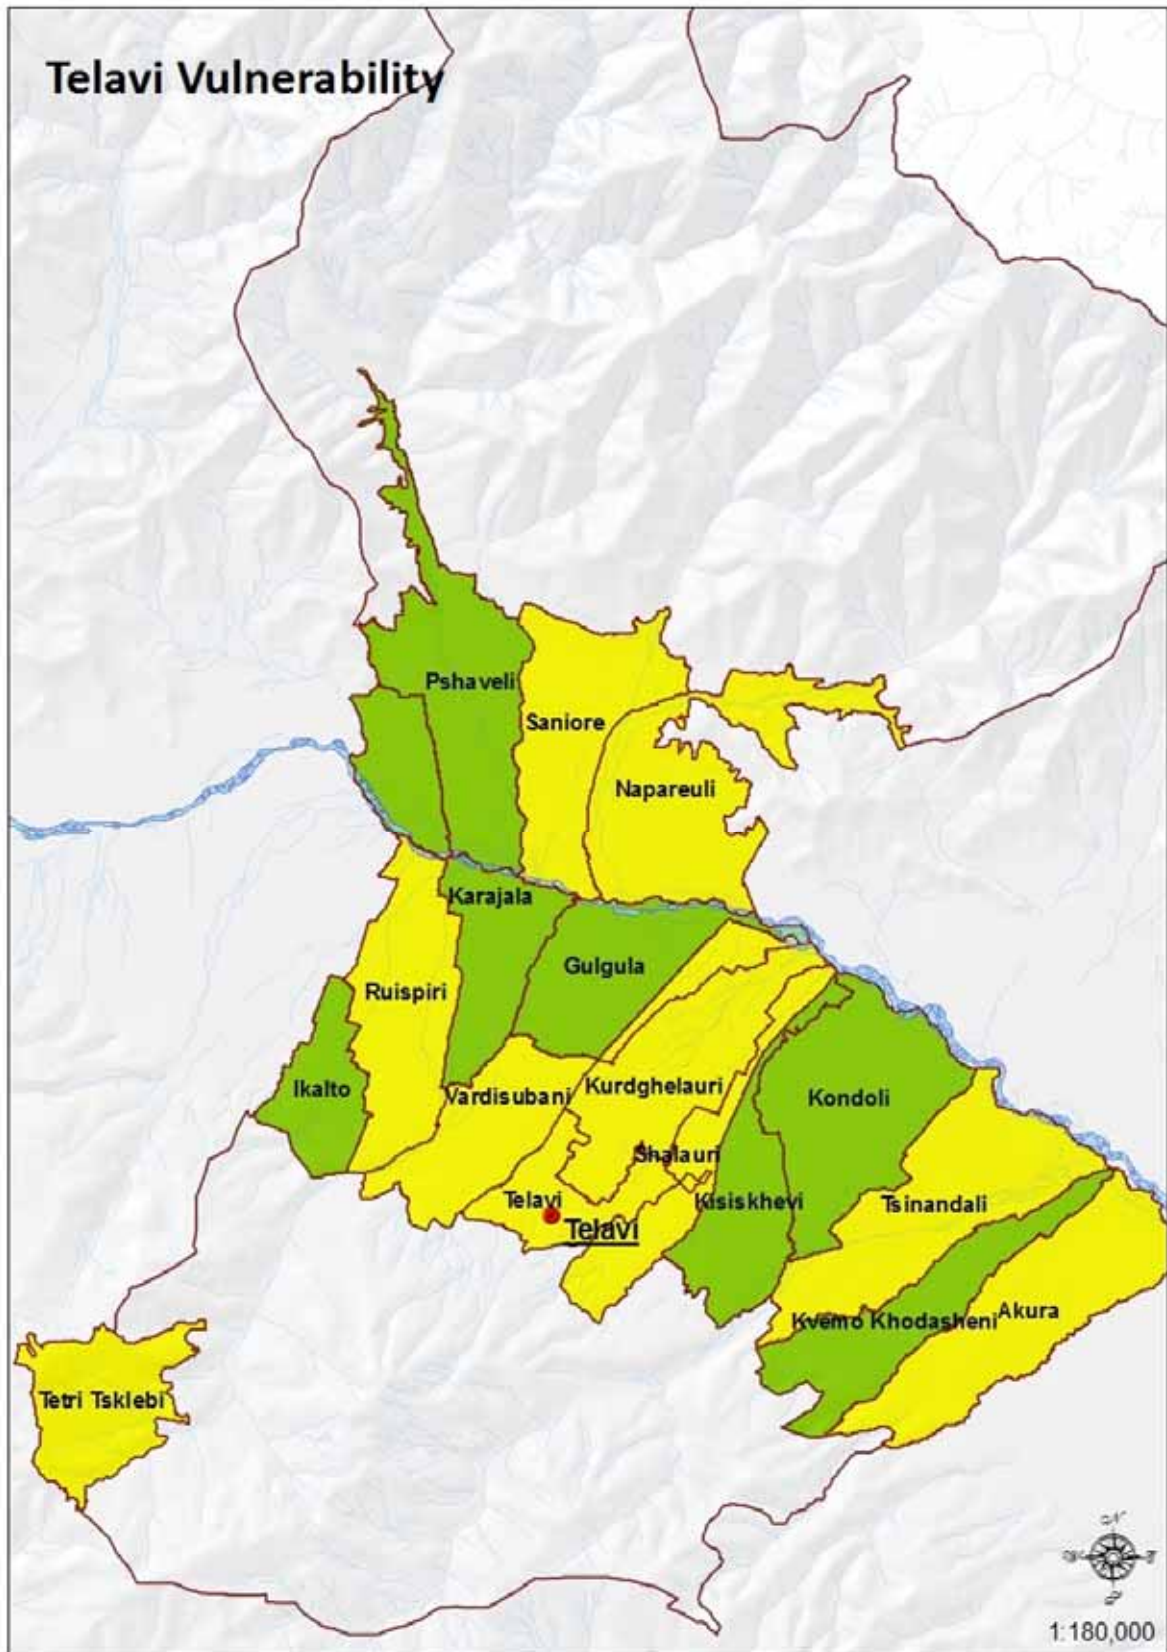 Telavi Vulnerability
Pshaveli
Saniore
Napareuli
Karajala
Gulgula
Ruispiri
Ikalto
Vardisubani
Kurdghelauri
Kondoli
Shalauri
Telavi
Kisiskhevi
Tsinandali
Telavi
Kvemo Khodasheni
Akura
Tetri Tsklebi
1:180,000